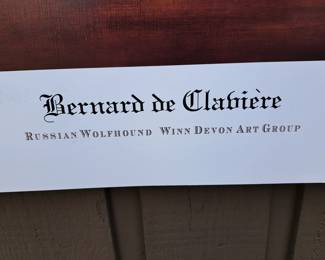 Bernard de Clavière
Russian Wolfhound Winn Devon Art Group